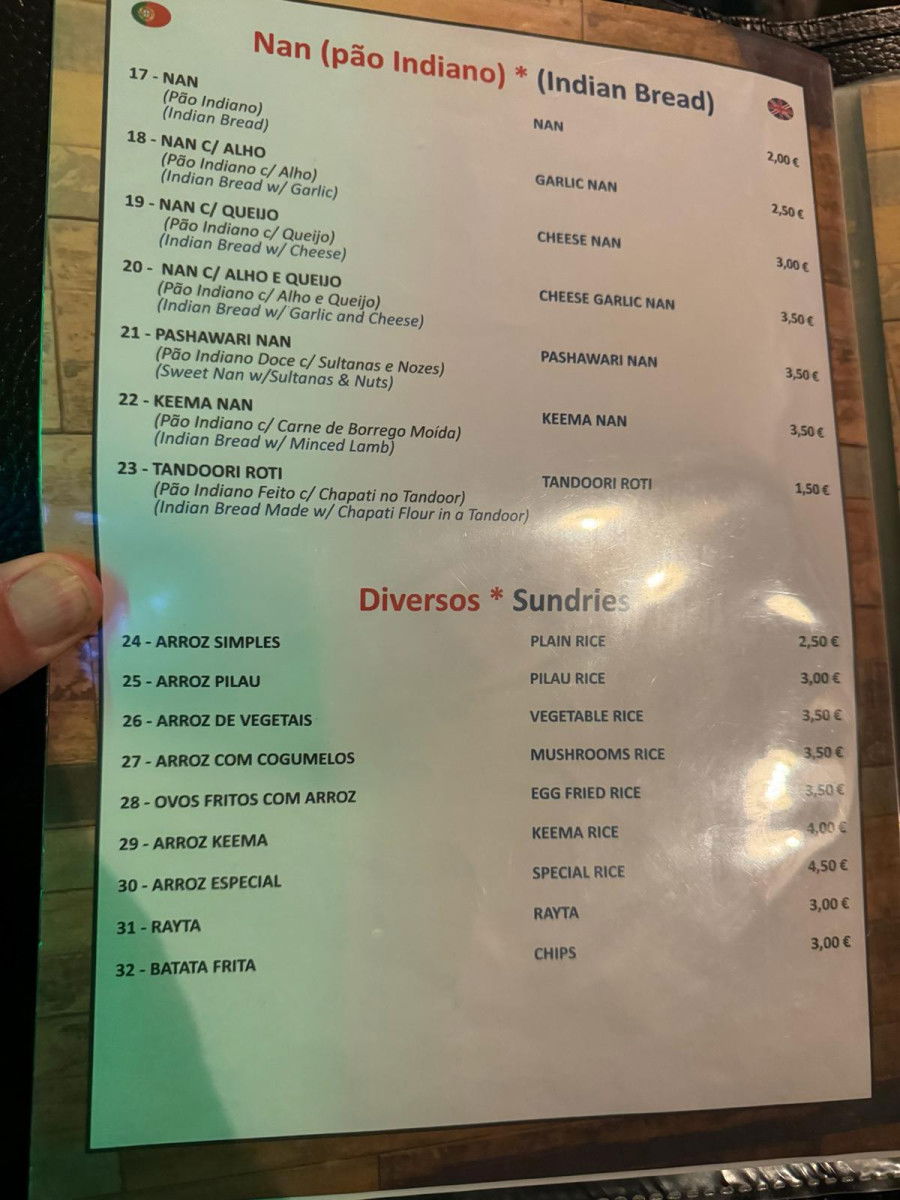 Nan (pão Indiano) * (Indian Bread)
17 - NAN NAN 2,00 €
(Pão Indiano)
(Indian Bread)
18 - NAN C/ ALHO GARLIC NAN 2,50 €
(Pão Indiano c/ Alho)
(Indian Bread w/ Garlic)
19 - NAN C/ QUEIJO CHEESE NAN 3,00 €
(Pão Indiano c/ Queijo)
(Indian Bread w/ Cheese)
20 - NAN C/ ALHO E QUEIJO CHEESE GARLIC NAN 3,50 €
(Pão Indiano c/ Alho e Queijo)
(Indian Bread w/ Garlic and Cheese)
21 - PASHAWARI NAN PASHAWARI NAN 3,50 €
(Pão Indiano Doce c/ Sultanas e Nozes)
(Sweet Nan w/Sultanas & Nuts)
22 - KEEMA NAN KEEMA NAN 3,50 €
(Pão Indiano c/ Carne de Borrego Moída)
(Indian Bread w/ Minced Lamb)
23 - TANDOORI ROTI TANDOORI ROTI 1,50 €
(Pão Indiano Feito c/ Chapati no Tandoor)
(Indian Bread Made w/ Chapati Flour in a Tandoor)
Diversos * Sundries
24 - ARROZ SIMPLES PLAIN RICE 2,50 €
25 - ARROZ PILAU PILAU RICE 3,00 €
26 - ARROZ DE VEGETAIS VEGETABLE RICE 3,50 €
27 - ARROZ COM COGUMELOS MUSHROOMS RICE 3,50 €
28 - OVOS FRITOS COM ARROZ EGG FRIED RICE 3,50 €
29 - ARROZ KEEMA KEEMA RICE 4,00 €
30 - ARROZ ESPECIAL SPECIAL RICE 4,50 €
31 - RAYTA RAYTA 3,00 €
32 - BATATA FRITA CHIPS 3,00 €